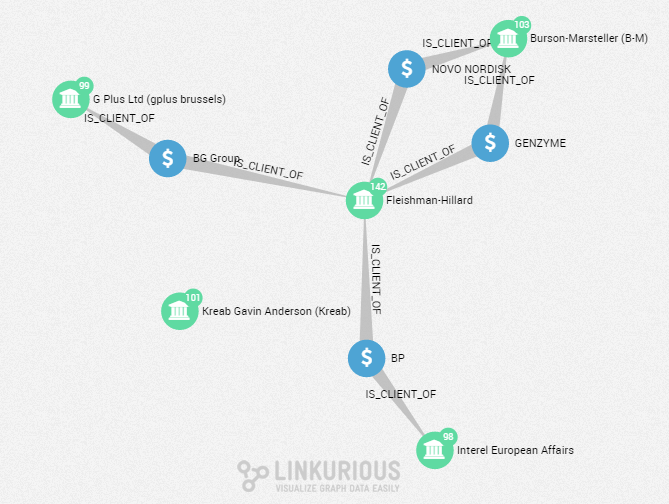 103
IS_CLIENT_OF
Burson-Marsteller (B-M)
$
NOVO NORDISK
IS_CLIENT_OF
99
G Plus Ltd (gplus brussels)
IS_CLIENT_OF
IS_CLIENT_OF
$
GENZYME
$
BG Group
IS_CLIENT_OF
IS_CLIENT_OF
142
Fleishman-Hillard
IS_CLIENT_OF
101
Kreab Gavin Anderson (Kreab)
$
BP
IS_CLIENT_OF
98
Interel European Affairs
LINKURIOUS
VISUALIZE GRAPH DATA EASILY